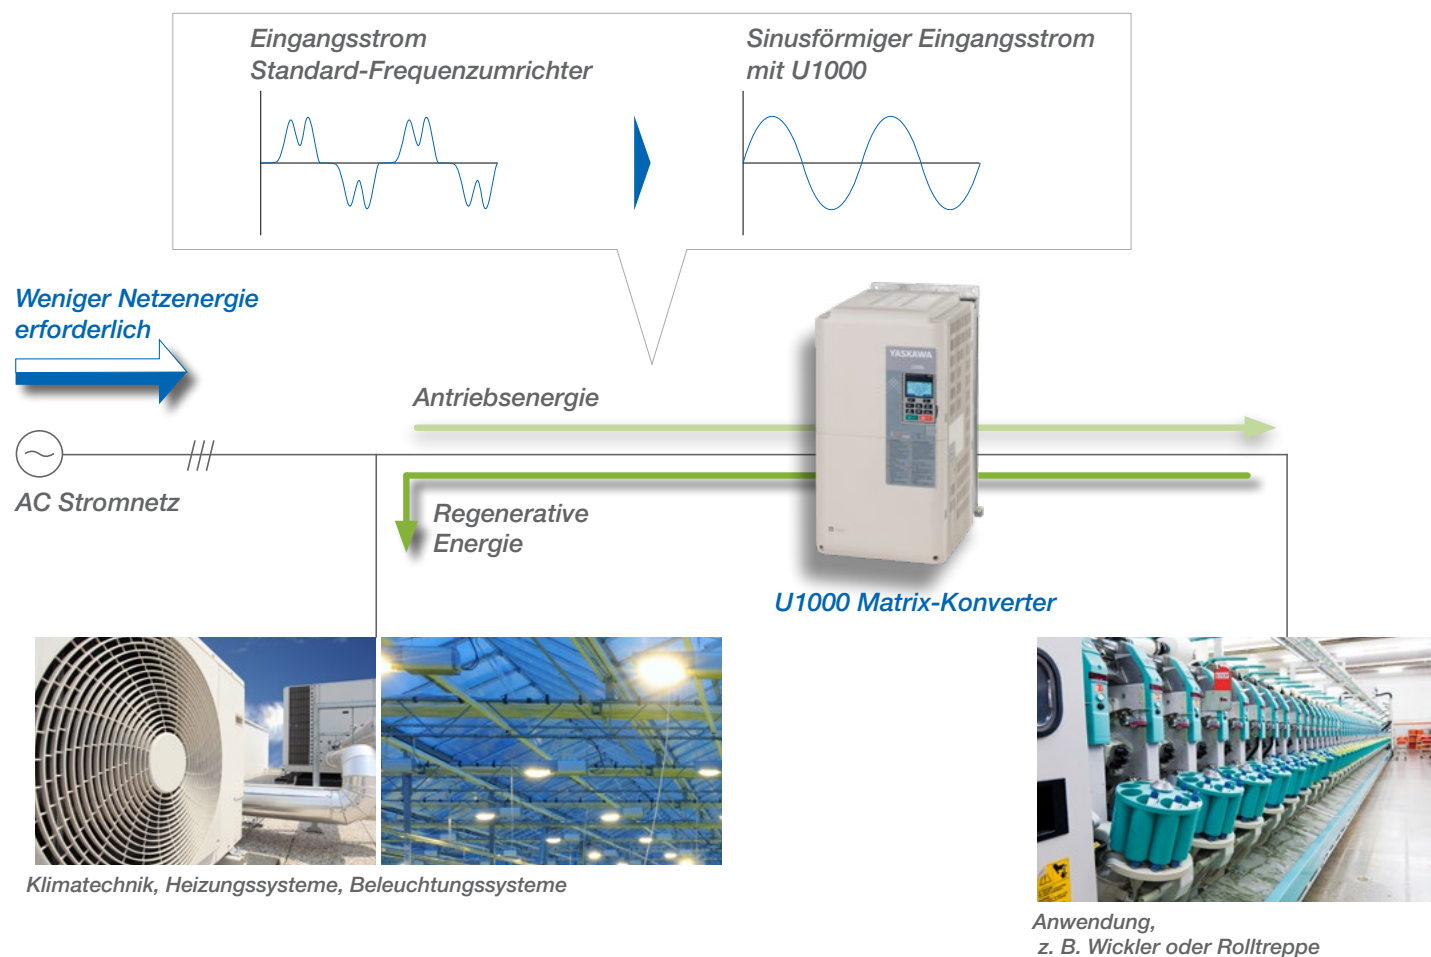 Eingangsstrom
Standard-Frequenzumrichter
Sinusförmiger Eingangsstrom
mit U1000
Weniger Netzenergie
erforderlich
YASKAWA
Antriebsenergie
AC Stromnetz
Regenerative
Energie
U1000 Matrix-Konverter
Klimatechnik, Heizungssysteme, Beleuchtungssysteme
Anwendung,
z. B. Wickler oder Rolltreppe